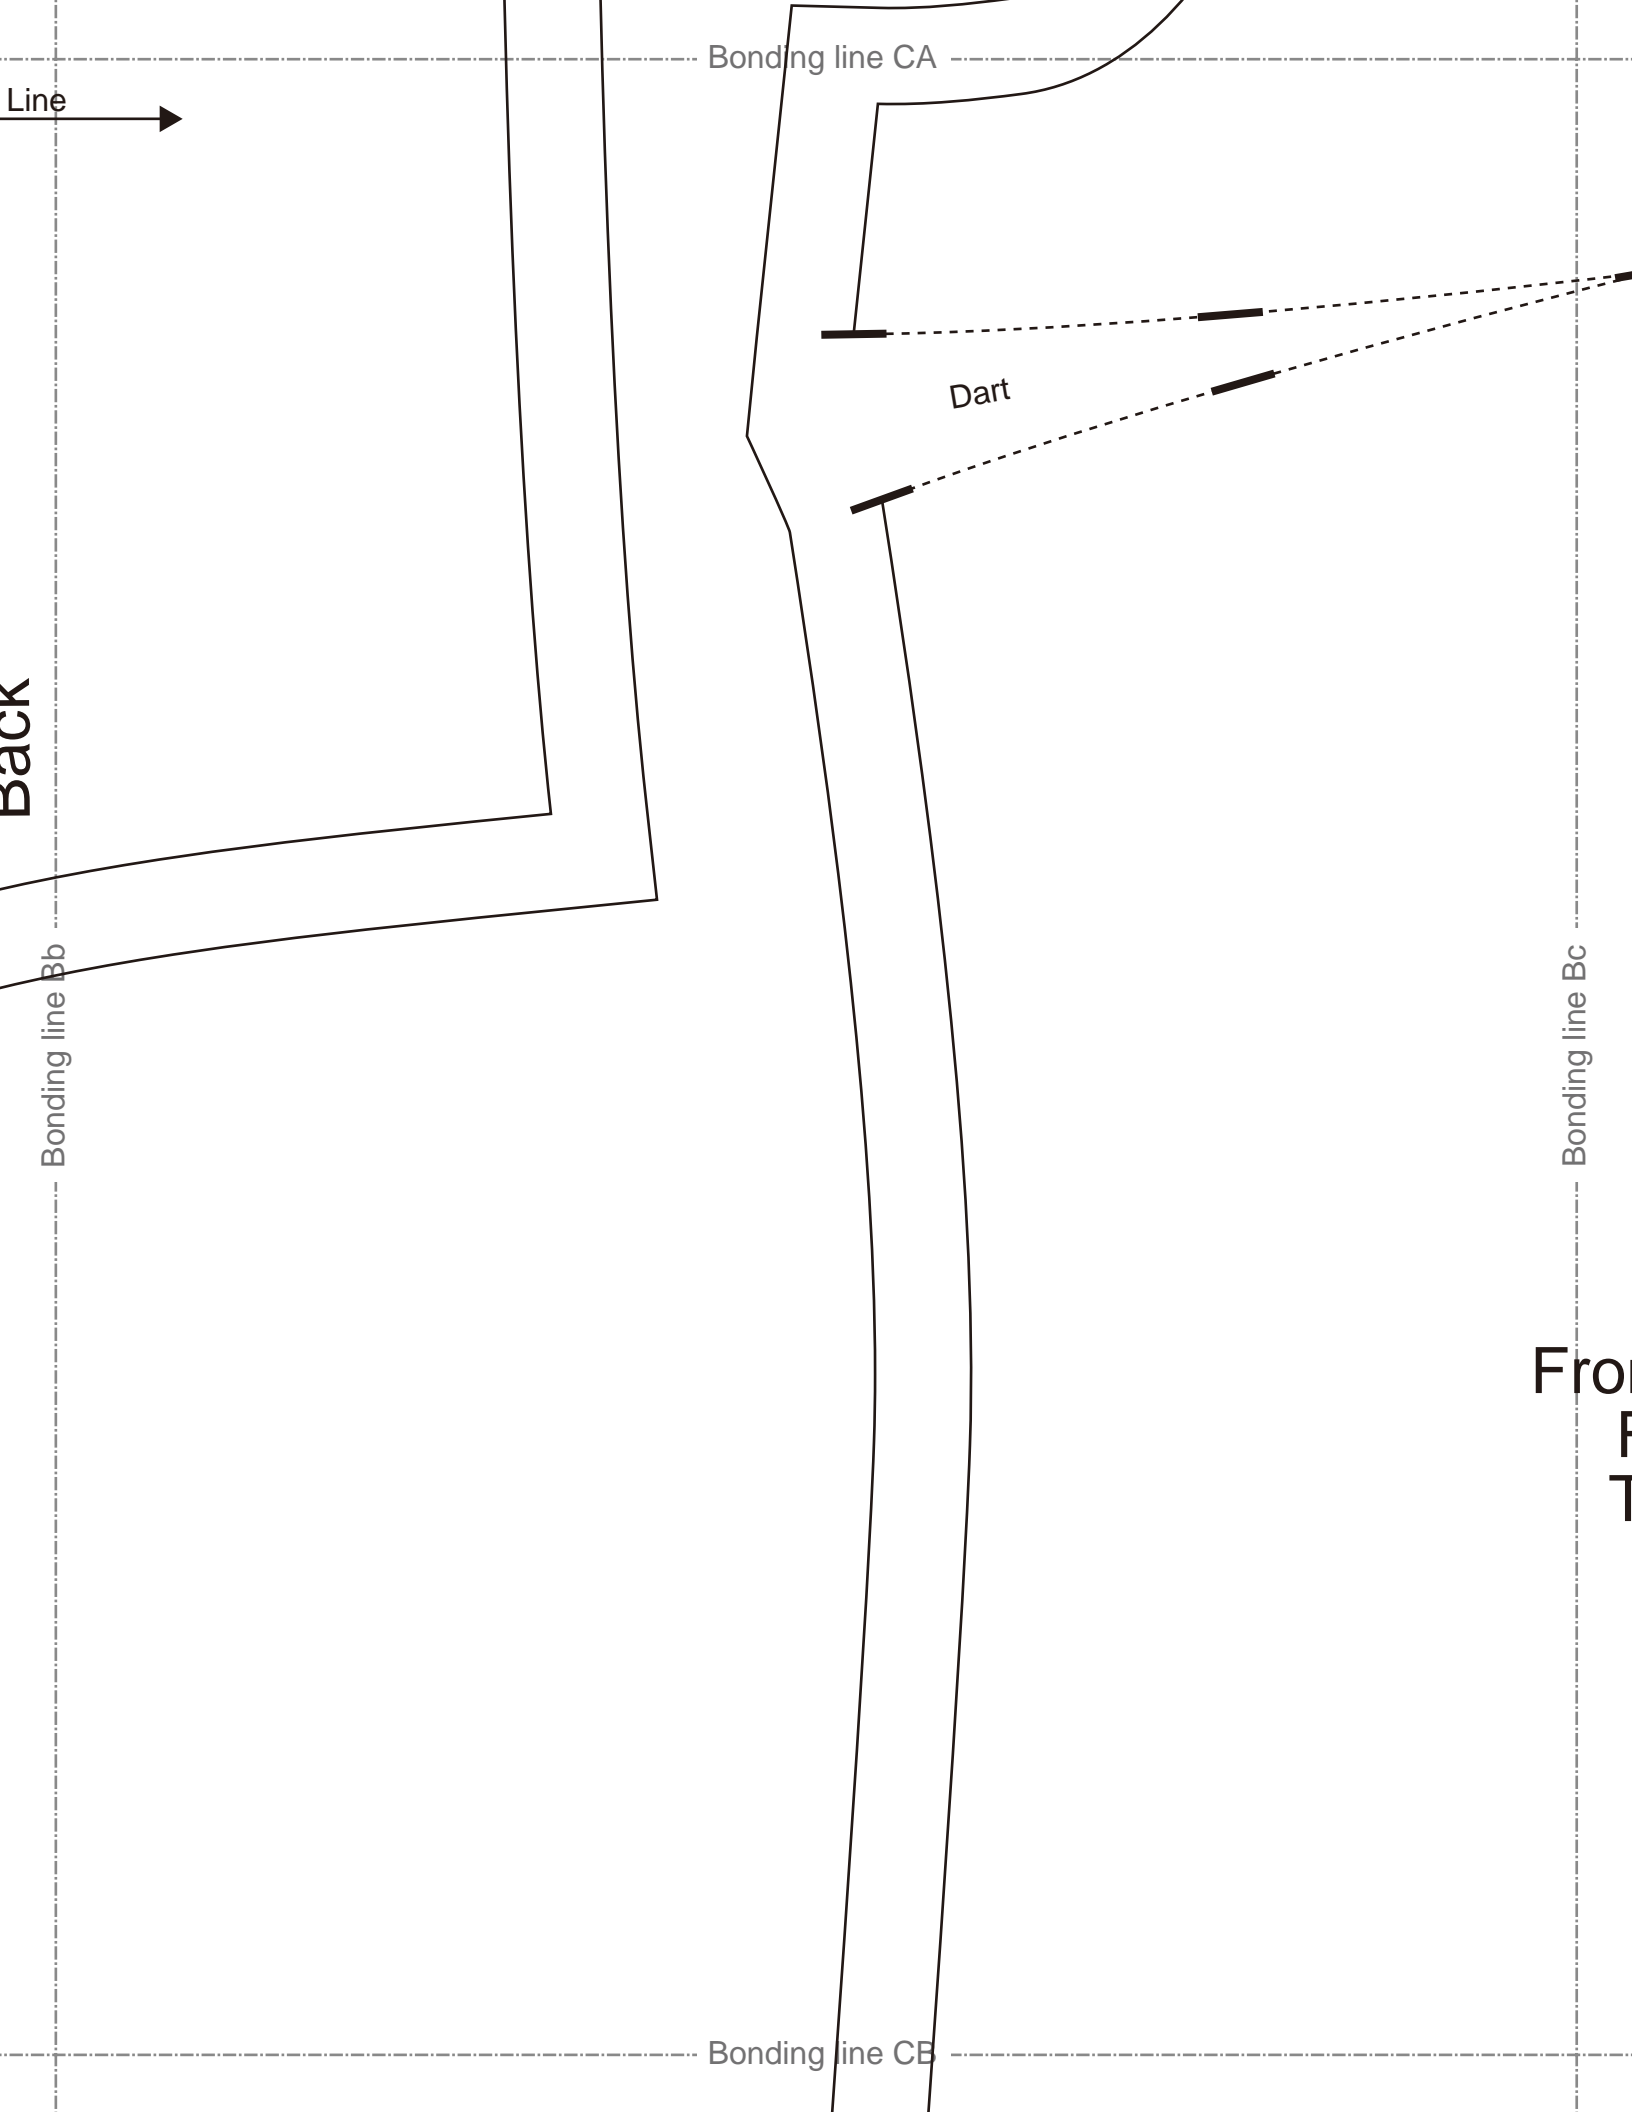 Bonding line CA
Line
Dart
Back
Bonding line Bb
Bonding line Bc
Bonding line CB